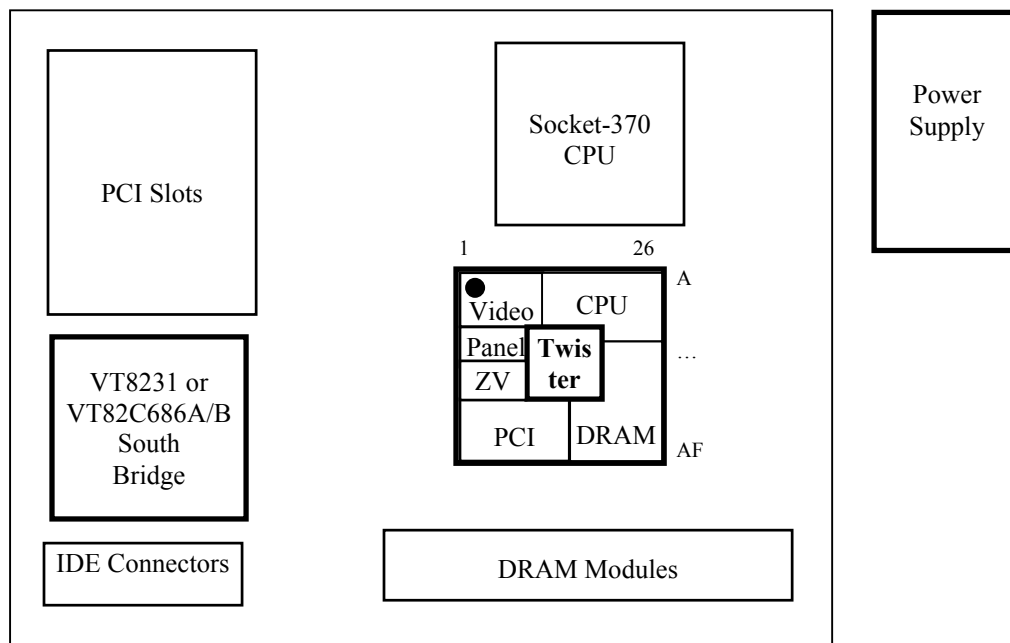 PCI Slots
Socket-370
CPU
Power
Supply
1
26
A
...
AF
Video
CPU
Panel
ZV
Twis
ter
PCI
DRAM
VT8231 or
VT82C686A/B
South
Bridge
IDE Connectors
DRAM Modules